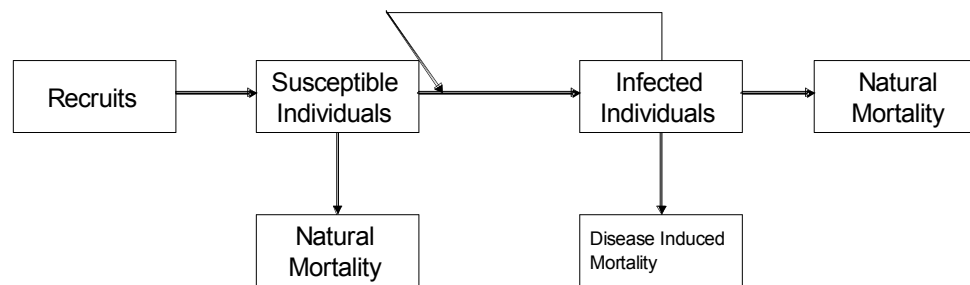 Recruits
Susceptible
Individuals
Infected
Individuals
Natural
Mortality
Natural
Mortality
Disease Induced
Mortality